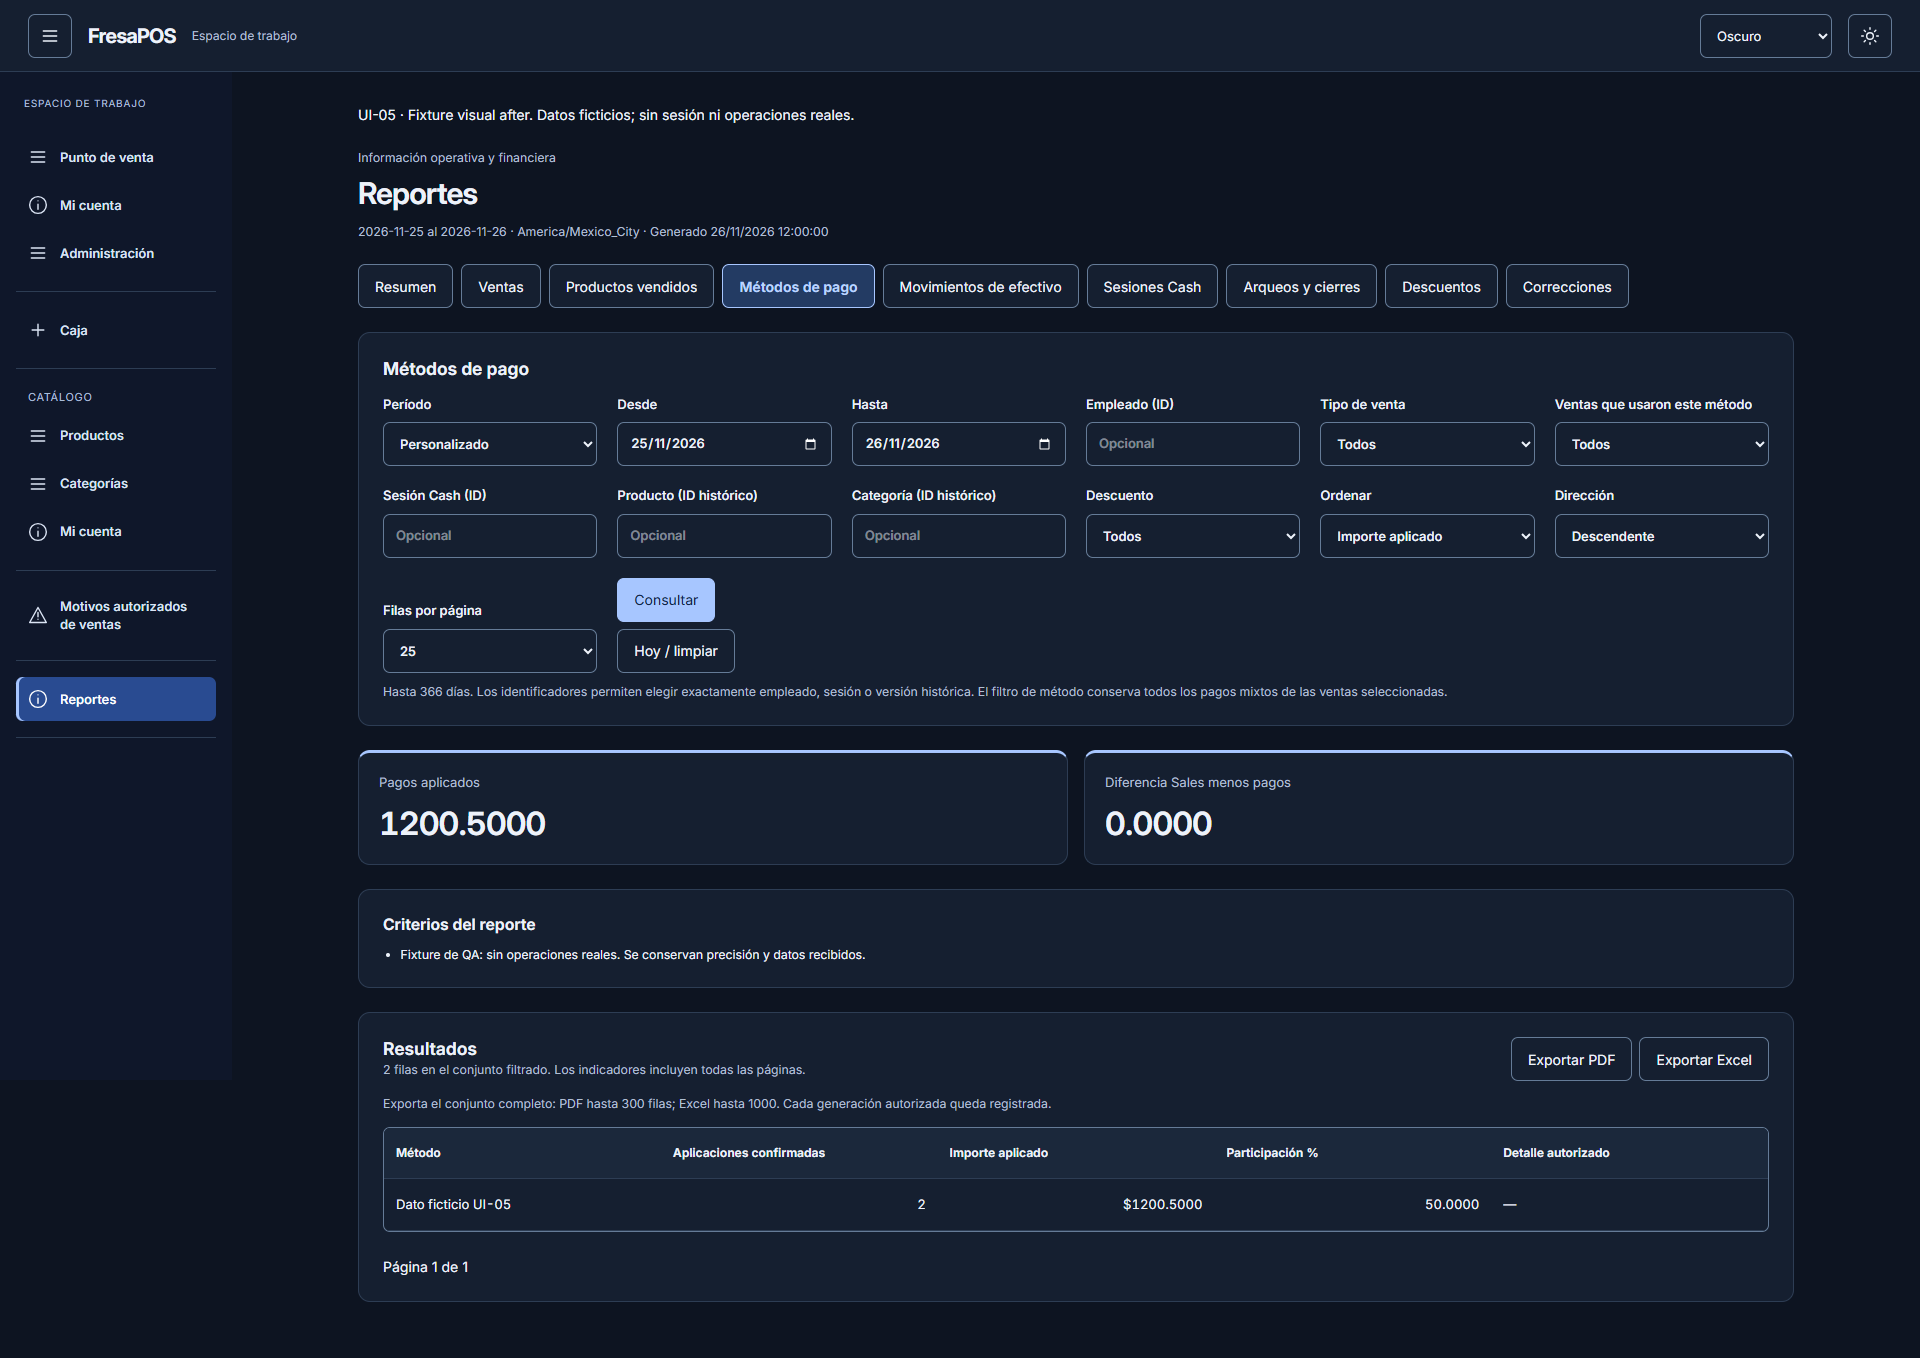 FresaPOS
Espacio de trabajo
Oscuro
ESPACIO DE TRABAJO
Punto de venta
Mi cuenta
Administración
Caja
CATÁLOGO
Productos
Categorías
Mi cuenta
Motivos autorizados
de ventas
Reportes
UI-05 · Fixture visual after. Datos ficticios; sin sesión ni operaciones reales.
Información operativa y financiera
Reportes
2026-11-25 al 2026-11-26 · America/Mexico_City · Generado 26/11/2026 12:00:00
Resumen
Ventas
Productos vendidos
Métodos de pago
Movimientos de efectivo
Sesiones Cash
Arqueos y cierres
Descuentos
Correcciones
Métodos de pago
Período
Desde
Hasta
Empleado (ID)
Tipo de venta
Ventas que usaron este método
Personalizado
25/11/2026
26/11/2026
Opcional
Todos
Todos
Sesión Cash (ID)
Producto (ID histórico)
Categoría (ID histórico)
Descuento
Ordenar
Dirección
Opcional
Opcional
Opcional
Todos
Importe aplicado
Descendente
Filas por página
Consultar
25
Hoy / limpiar
Hasta 366 días. Los identificadores permiten elegir exactamente empleado, sesión o versión histórica. El filtro de método conserva todos los pagos mixtos de las ventas seleccionadas.
Pagos aplicados
1200.5000
Diferencia Sales menos pagos
0.0000
Criterios del reporte
• Fixture de QA: sin operaciones reales. Se conservan precisión y datos recibidos.
Resultados
2 filas en el conjunto filtrado. Los indicadores incluyen todas las páginas.
Exportar PDF
Exportar Excel
Exporta el conjunto completo: PDF hasta 300 filas; Excel hasta 1000. Cada generación autorizada queda registrada.
Método
Aplicaciones confirmadas
Importe aplicado
Participación %
Detalle autorizado
Dato ficticio UI-05
2
$1200.5000
50.0000
—
Página 1 de 1